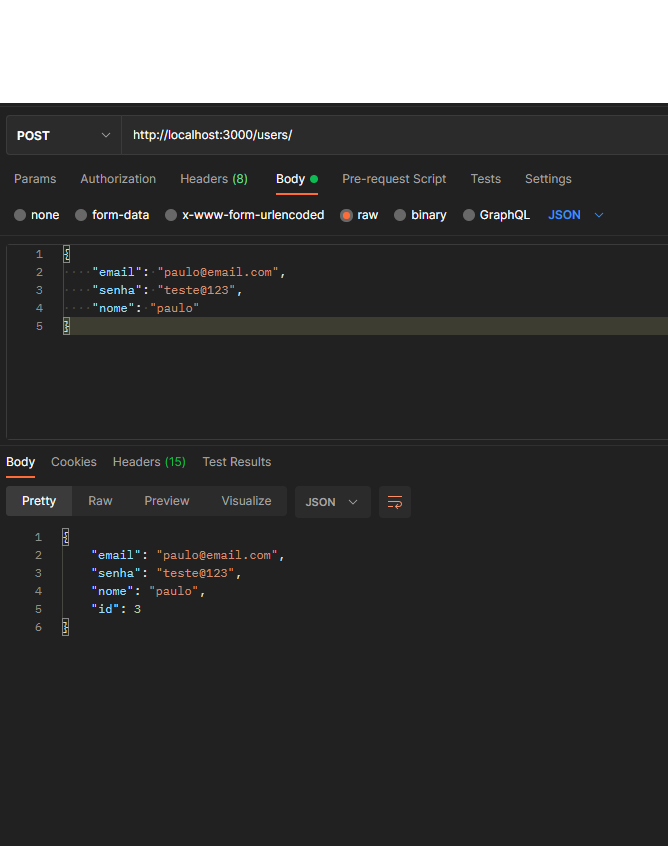 POST http://localhost:3000/users/
Params Authorization Headers (8) Body Pre-request Script Tests Settings
none form-data x-www-form-urlencoded raw binary GraphQL JSON
1 {
2 "email": "paulo@email.com",
3 "senha": "teste@123",
4 "nome": "paulo"
5 }
Body Cookies Headers (15) Test Results
Pretty Raw Preview Visualize JSON
1 {
2 "email": "paulo@email.com",
3 "senha": "teste@123",
4 "nome": "paulo",
5 "id": 3
6 }